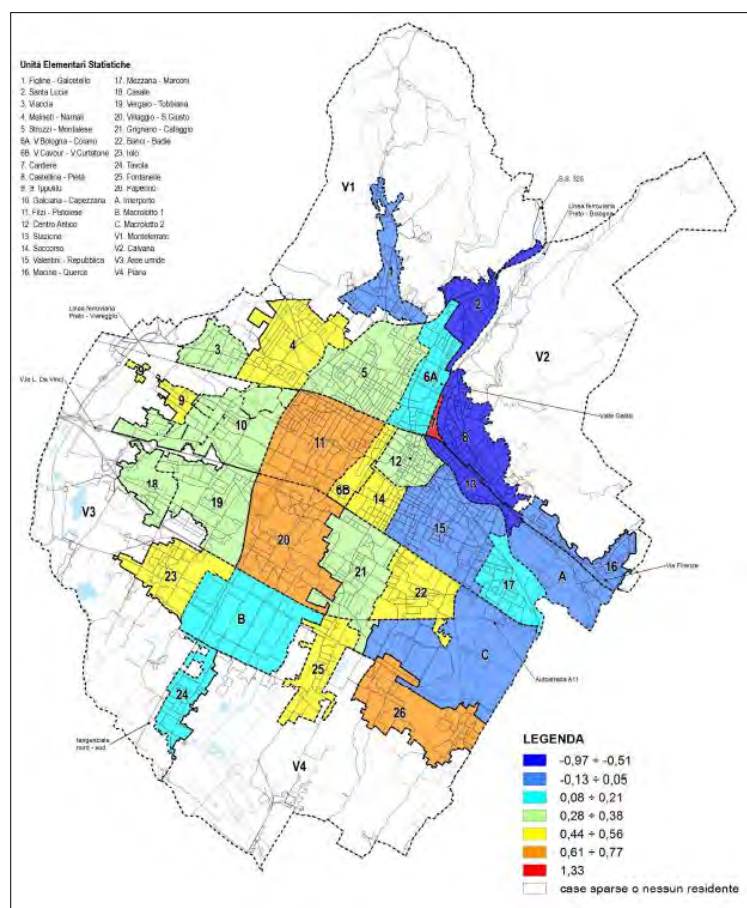 Unità Elementari Statistiche
1. Figline - Galcetello
2 Santa Lucia
3. Viaccia
4. Maliseti - Narnali
5 Strozzi - Montalese
6A. V.Bologna - Coiano
6B. V.Cavour - V.Curtatone
7 Cantiere
8. Castellina - Pietà
9. S. Ippolito
10. Galciana - Capezzana
11. Filzi - Pistoiese
12 Centro Antico
13 Stazione
14. Soccorso
15. Valentini - Repubblica
16. Macine - Querce
17. Mezzana - Marconi
18. Casale
19. Vergaio - Tobbiana
20. Villaggio - S.Giusto
21. Grignano - Cafaggio
22. Badie
23. Iolo
24. Tavola
25. Fontanelle
26. Paperino
A. Interporto
B. Macrolotto 1
C. Macrolotto 2
V1. Monteferrato
V2. Calvana
V3. Aree umide
V4. Piana
V1
S.S. 325
Linea ferroviaria
Prato - Bologna
1
2
V2
Linea ferroviaria
Prato - Viareggio
3
4
5
6A
V.le L. Da Vinci
9
9
8
10
11
12
13
18
19
6B
14
15
V3
20
21
22
17
A
16
Via Firenze
23
B
C
Autostrada A11
25
24
26
tangenziale
nord - sud
V4
LEGENDA
-0,97 ÷ -0,51
-0,13 ÷ 0,05
0,08 ÷ 0,21
0,28 ÷ 0,38
0,44 ÷ 0,56
0,61 ÷ 0,77
1,33
case sparse o nessun residente